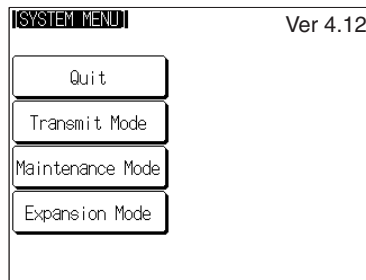 [SYSTEM MENU]
Ver 4.12
Quit
Transmit Mode
Maintenance Mode
Expansion Mode